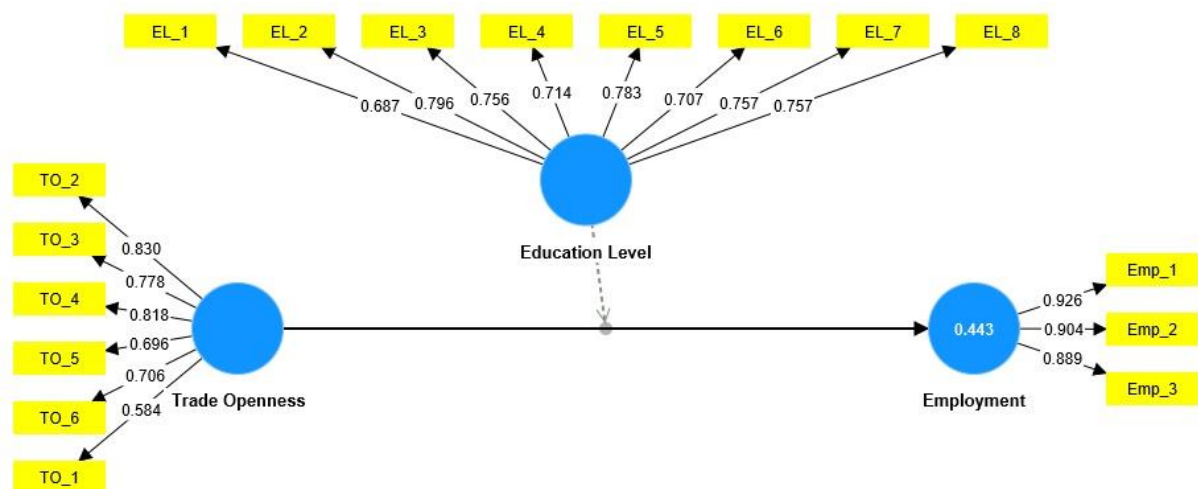 EL_1 EL_2 EL_3 EL_4 EL_5 EL_6 EL_7 EL_8
0.687 0.796 0.756 0.714 0.783 0.707 0.757 0.757
Education Level
TO_2
TO_3
TO_4
TO_5
TO_6
TO_1
0.830
0.778
0.818
0.696
0.706
0.584
Trade Openness
0.443
Employment
0.926
0.904
0.889
Emp_1
Emp_2
Emp_3